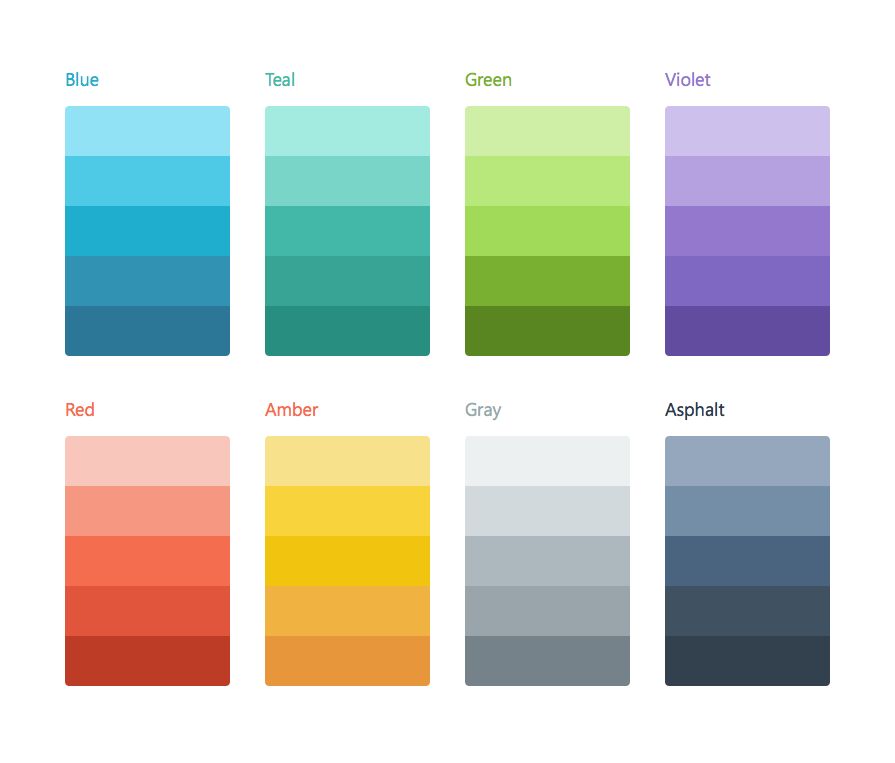 Blue
Teal
Green
Violet
Red
Amber
Gray
Asphalt